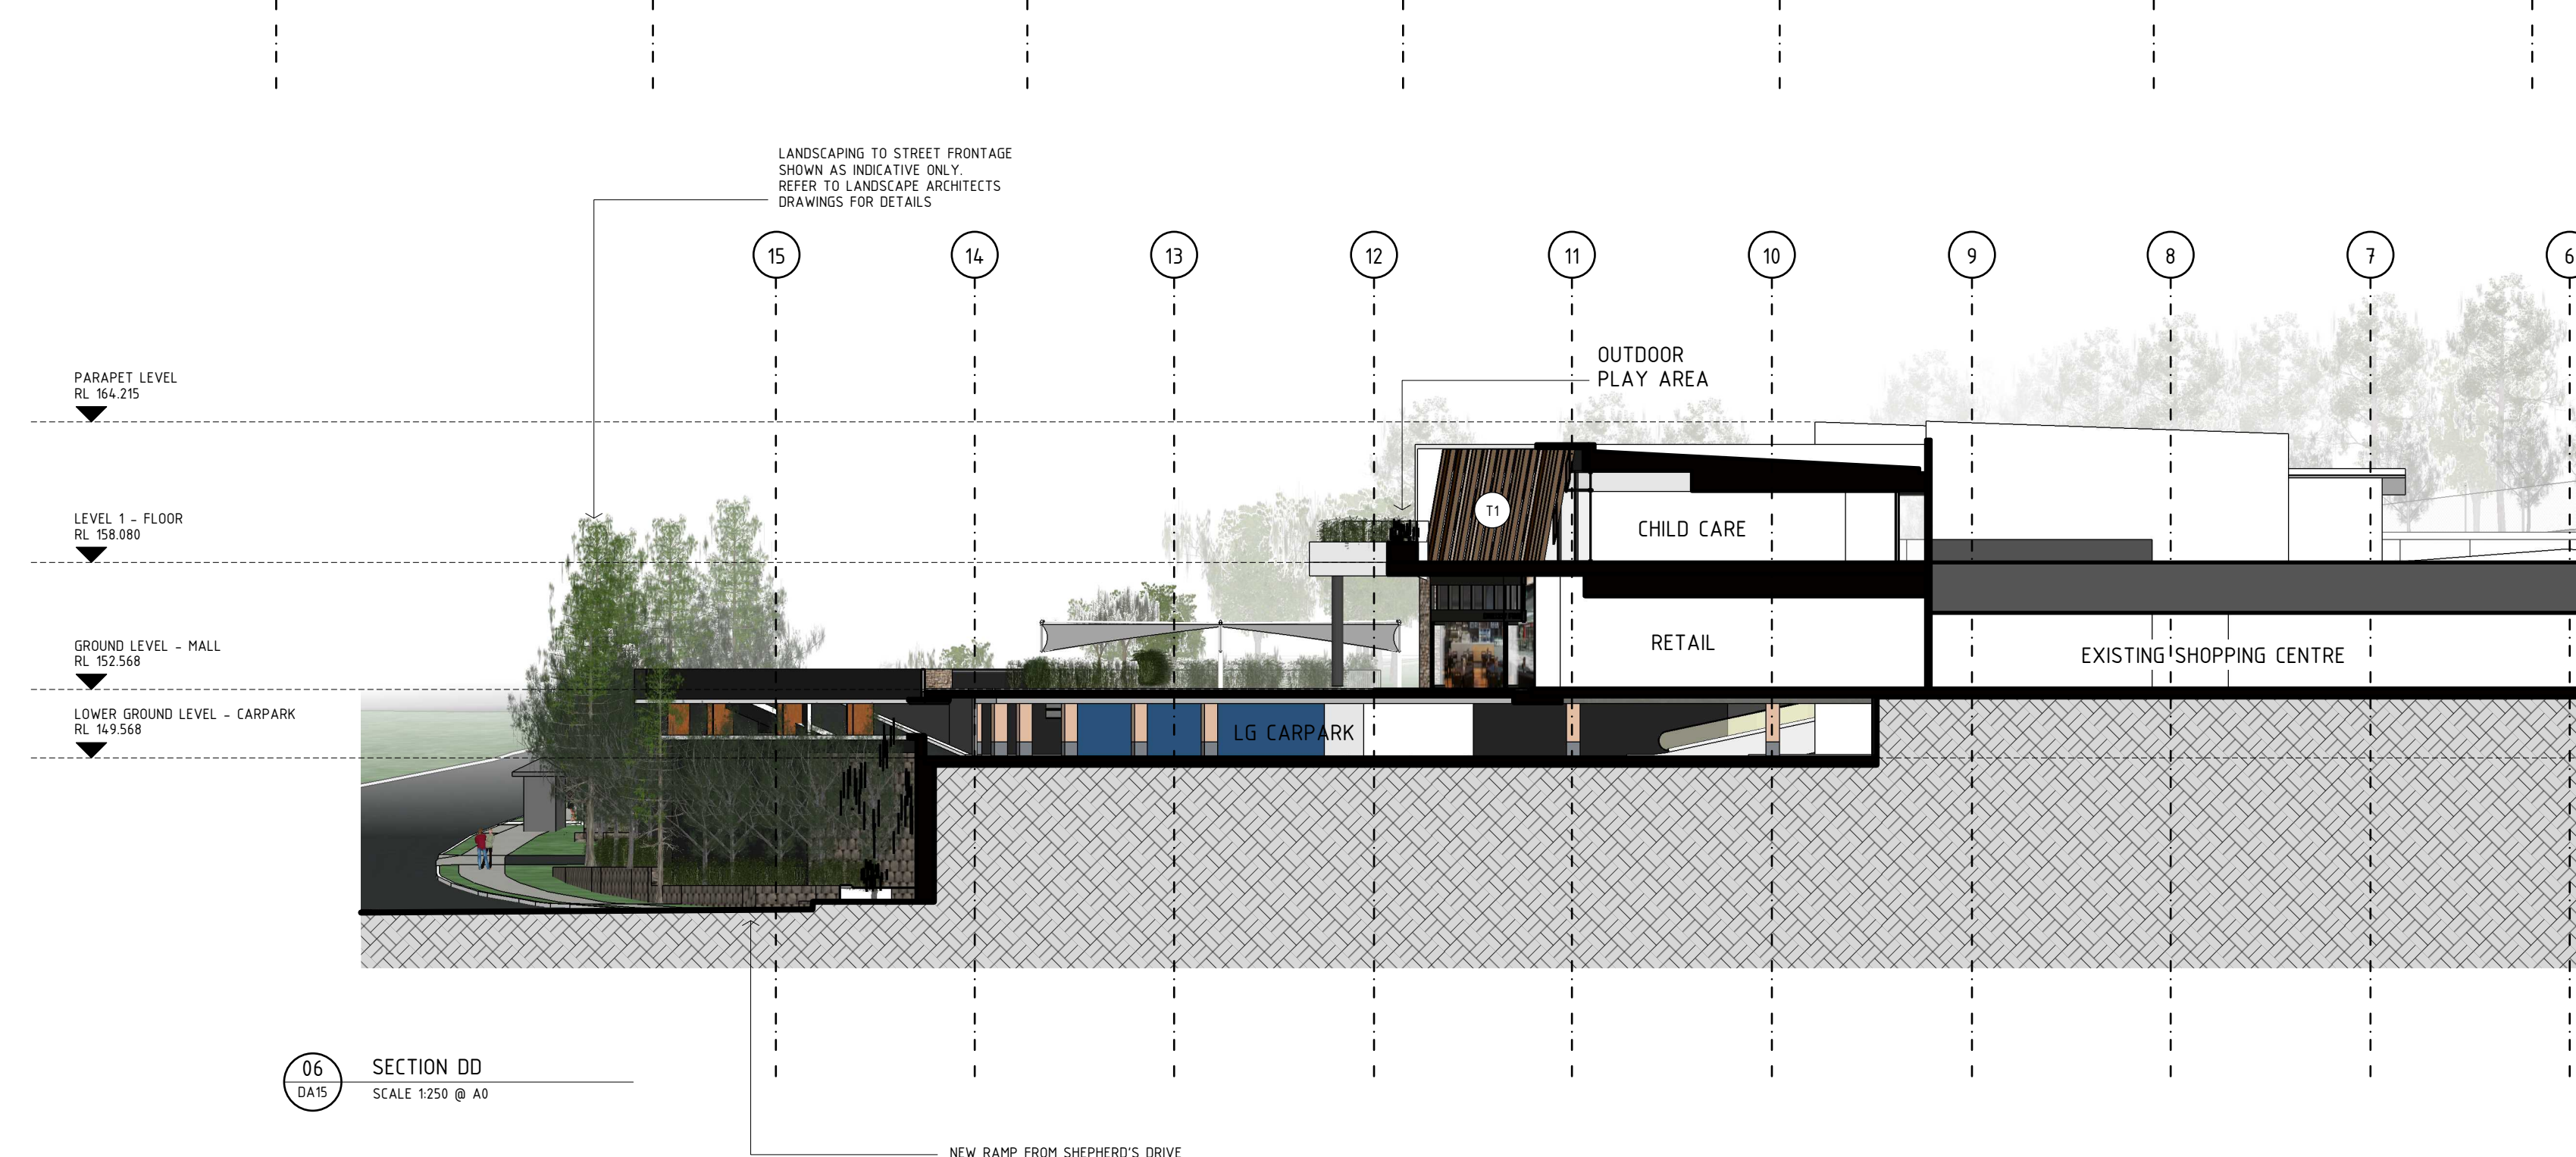 LANDSCAPING TO STREET FRONTAGE
SHOWN AS INDICATIVE ONLY.
REFER TO LANDSCAPE ARCHITECTS
DRAWINGS FOR DETAILS
15
14
13
12
11
10
9
8
7
6
OUTDOOR
PLAY AREA
PARAPET LEVEL
RL 164.215
T1
LEVEL 1 - FLOOR
RL 158.080
CHILD CARE
GROUND LEVEL - MALL
RL 152.568
RETAIL
EXISTING SHOPPING CENTRE
LOWER GROUND LEVEL - CARPARK
RL 149.568
LG CARPARK
06
DA15
SECTION DD
SCALE 1:250 @ A0
NEW RAMP FROM SHEPHERD'S DRIVE